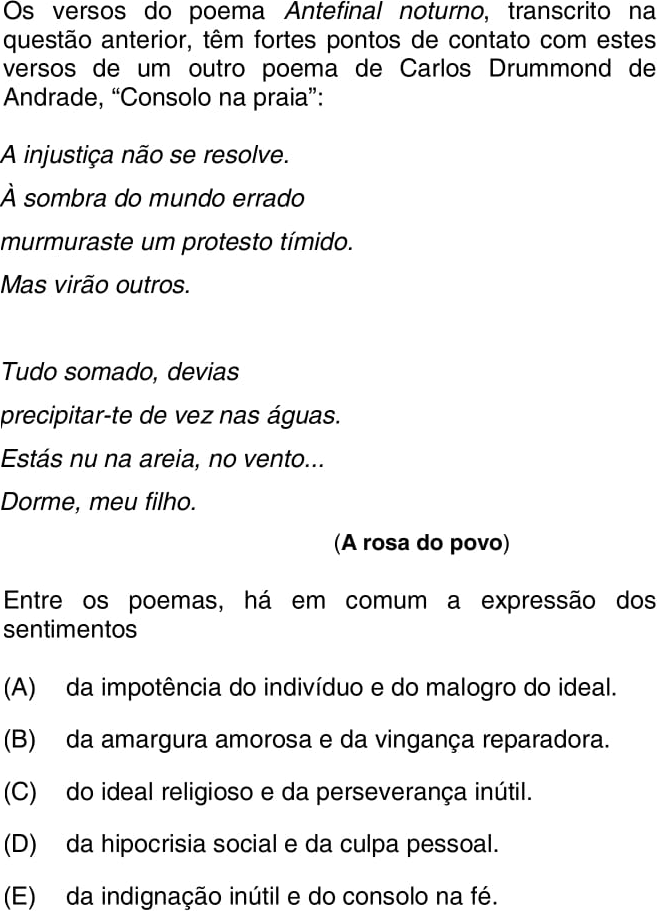 Os versos do poema Antefinal noturno, transcrito na
questão anterior, têm fortes pontos de contato com estes
versos de um outro poema de Carlos Drummond de
Andrade, “Consolo na praia”:
A injustiça não se resolve.
À sombra do mundo errado
murmuraste um protesto tímido.
Mas virão outros.
Tudo somado, devias
precipitar-te de vez nas águas.
Estás nu na areia, no vento...
Dorme, meu filho.
(A rosa do povo)
Entre os poemas, há em comum a expressão dos
sentimentos
(A) da impotência do indivíduo e do malogro do ideal.
(B) da amargura amorosa e da vingança reparadora.
(C) do ideal religioso e da perseverança inútil.
(D) da hipocrisia social e da culpa pessoal.
(E) da indignação inútil e do consolo na fé.